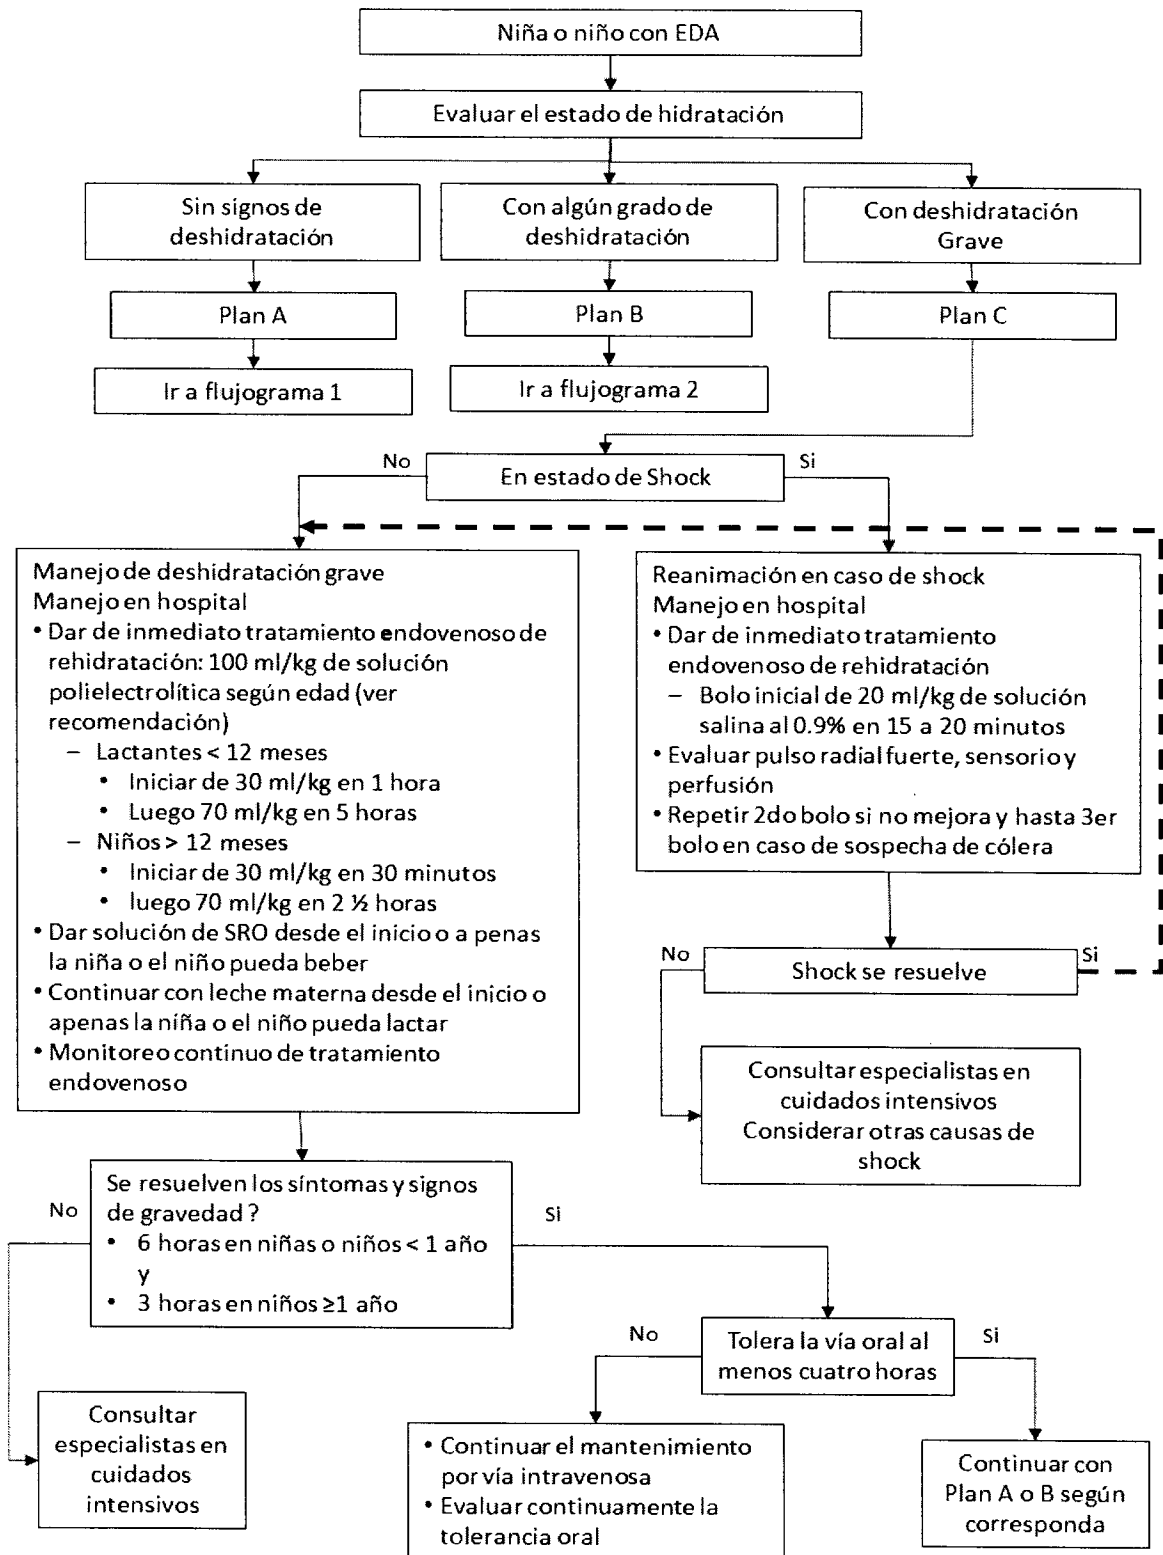 Niña o niño con EDA
Evaluar el estado de hidratación
Sin signos de
deshidratación
Con algún grado de
deshidratación
Con deshidratación
Grave
Plan A
Plan B
Plan C
Ir a flujograma 1
Ir a flujograma 2
No
En estado de Shock
Si
Manejo de deshidratación grave
Manejo en hospital
• Dar de inmediato tratamiento endovenoso de
rehidratación: 100 ml/kg de solución
polielectrolítica según edad (ver
recomendación)
– Lactantes < 12 meses
• Iniciar de 30 ml/kg en 1 hora
• Luego 70 ml/kg en 5 horas
– Niños > 12 meses
• Iniciar de 30 ml/kg en 30 minutos
• luego 70 ml/kg en 2 ½ horas
• Dar solución de SRO desde el inicio o a penas
la niña o el niño pueda beber
• Continuar con leche materna desde el inicio o
apenas la niña o el niño pueda lactar
• Monitoreo continuo de tratamiento
endovenoso
Reanimación en caso de shock
Manejo en hospital
• Dar de inmediato tratamiento
endovenoso de rehidratación
– Bolo inicial de 20 ml/kg de solución
salina al 0.9% en 15 a 20 minutos
• Evaluar pulso radial fuerte, sensorio y
perfusión
• Repetir 2do bolo si no mejora y hasta 3er
bolo en caso de sospecha de cólera
No
Shock se resuelve
Si
Consultar especialistas en
cuidados intensivos
Considerar otras causas de
shock
No
Se resuelven los síntomas y signos
de gravedad ?
• 6 horas en niñas o niños < 1 año
y
• 3 horas en niños ≥1 año
Si
No
Tolera la vía oral al
menos cuatro horas
Si
Consultar
especialistas en
cuidados
intensivos
• Continuar el mantenimiento
por vía intravenosa
• Evaluar continuamente la
tolerancia oral
Continuar con
Plan A o B según
corresponda